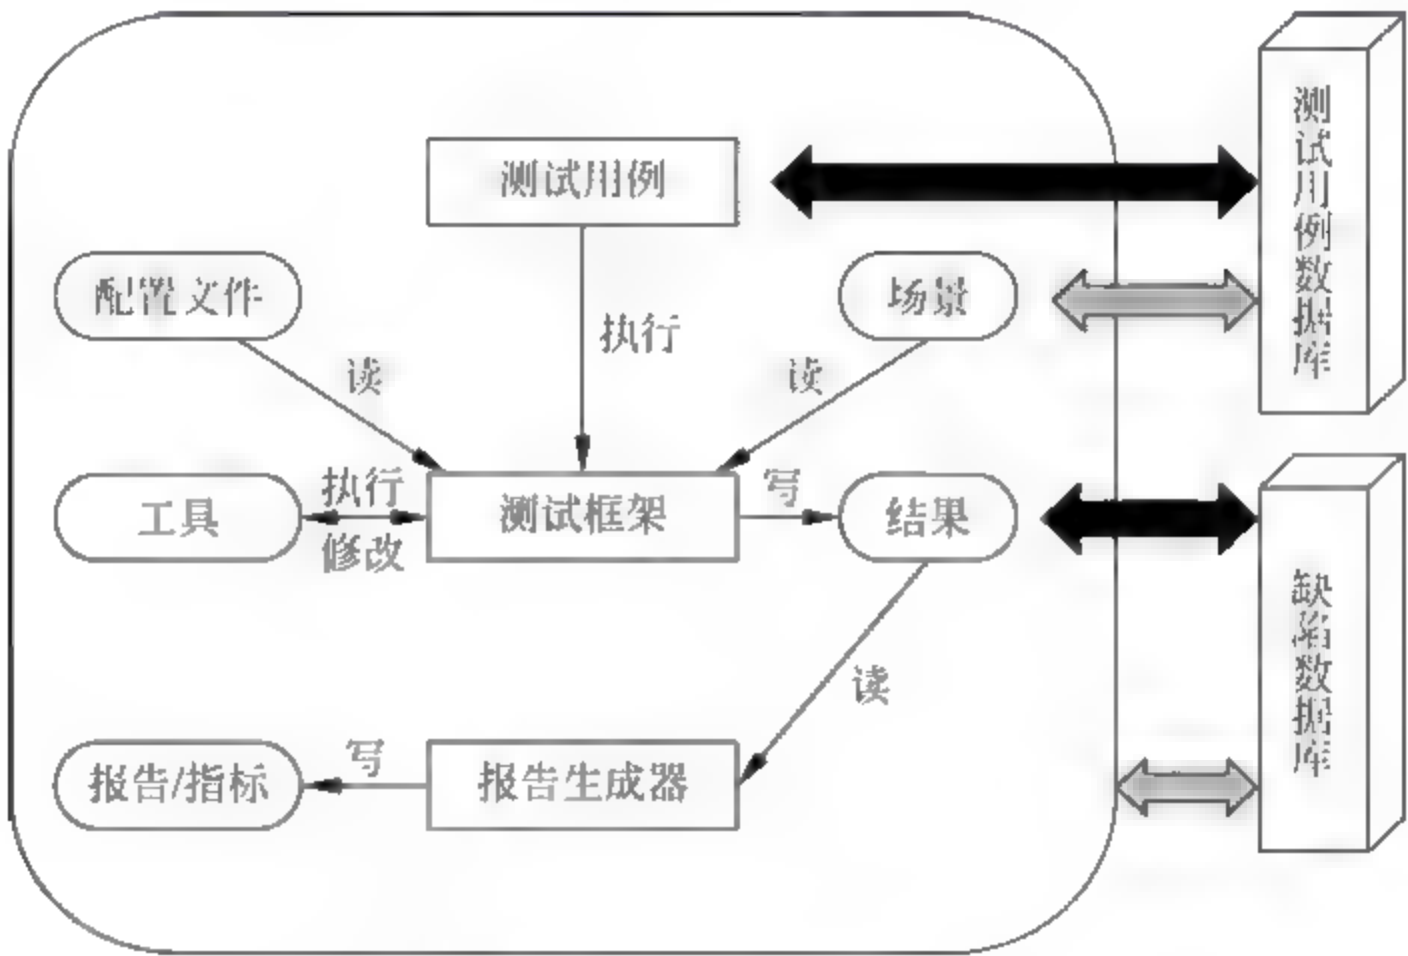 测试用例
测试用例数据库
配置文件
场景
执行
读
读
工具
执行
修改
测试框架
写
结果
缺陷数据库
读
报告/指标
写
报告生成器